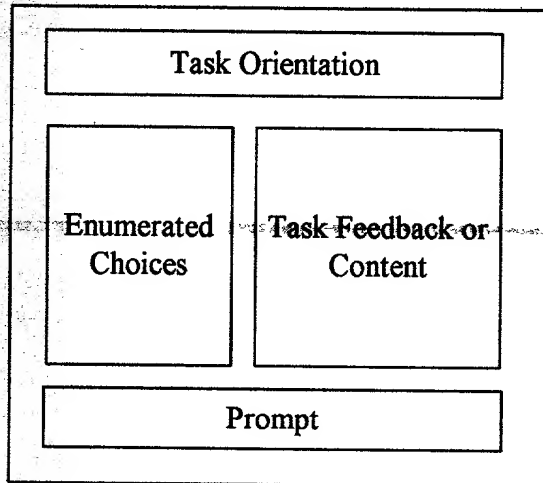 Task Orientation
Enumerated
Choices
Task Feedback or
Content
Prompt